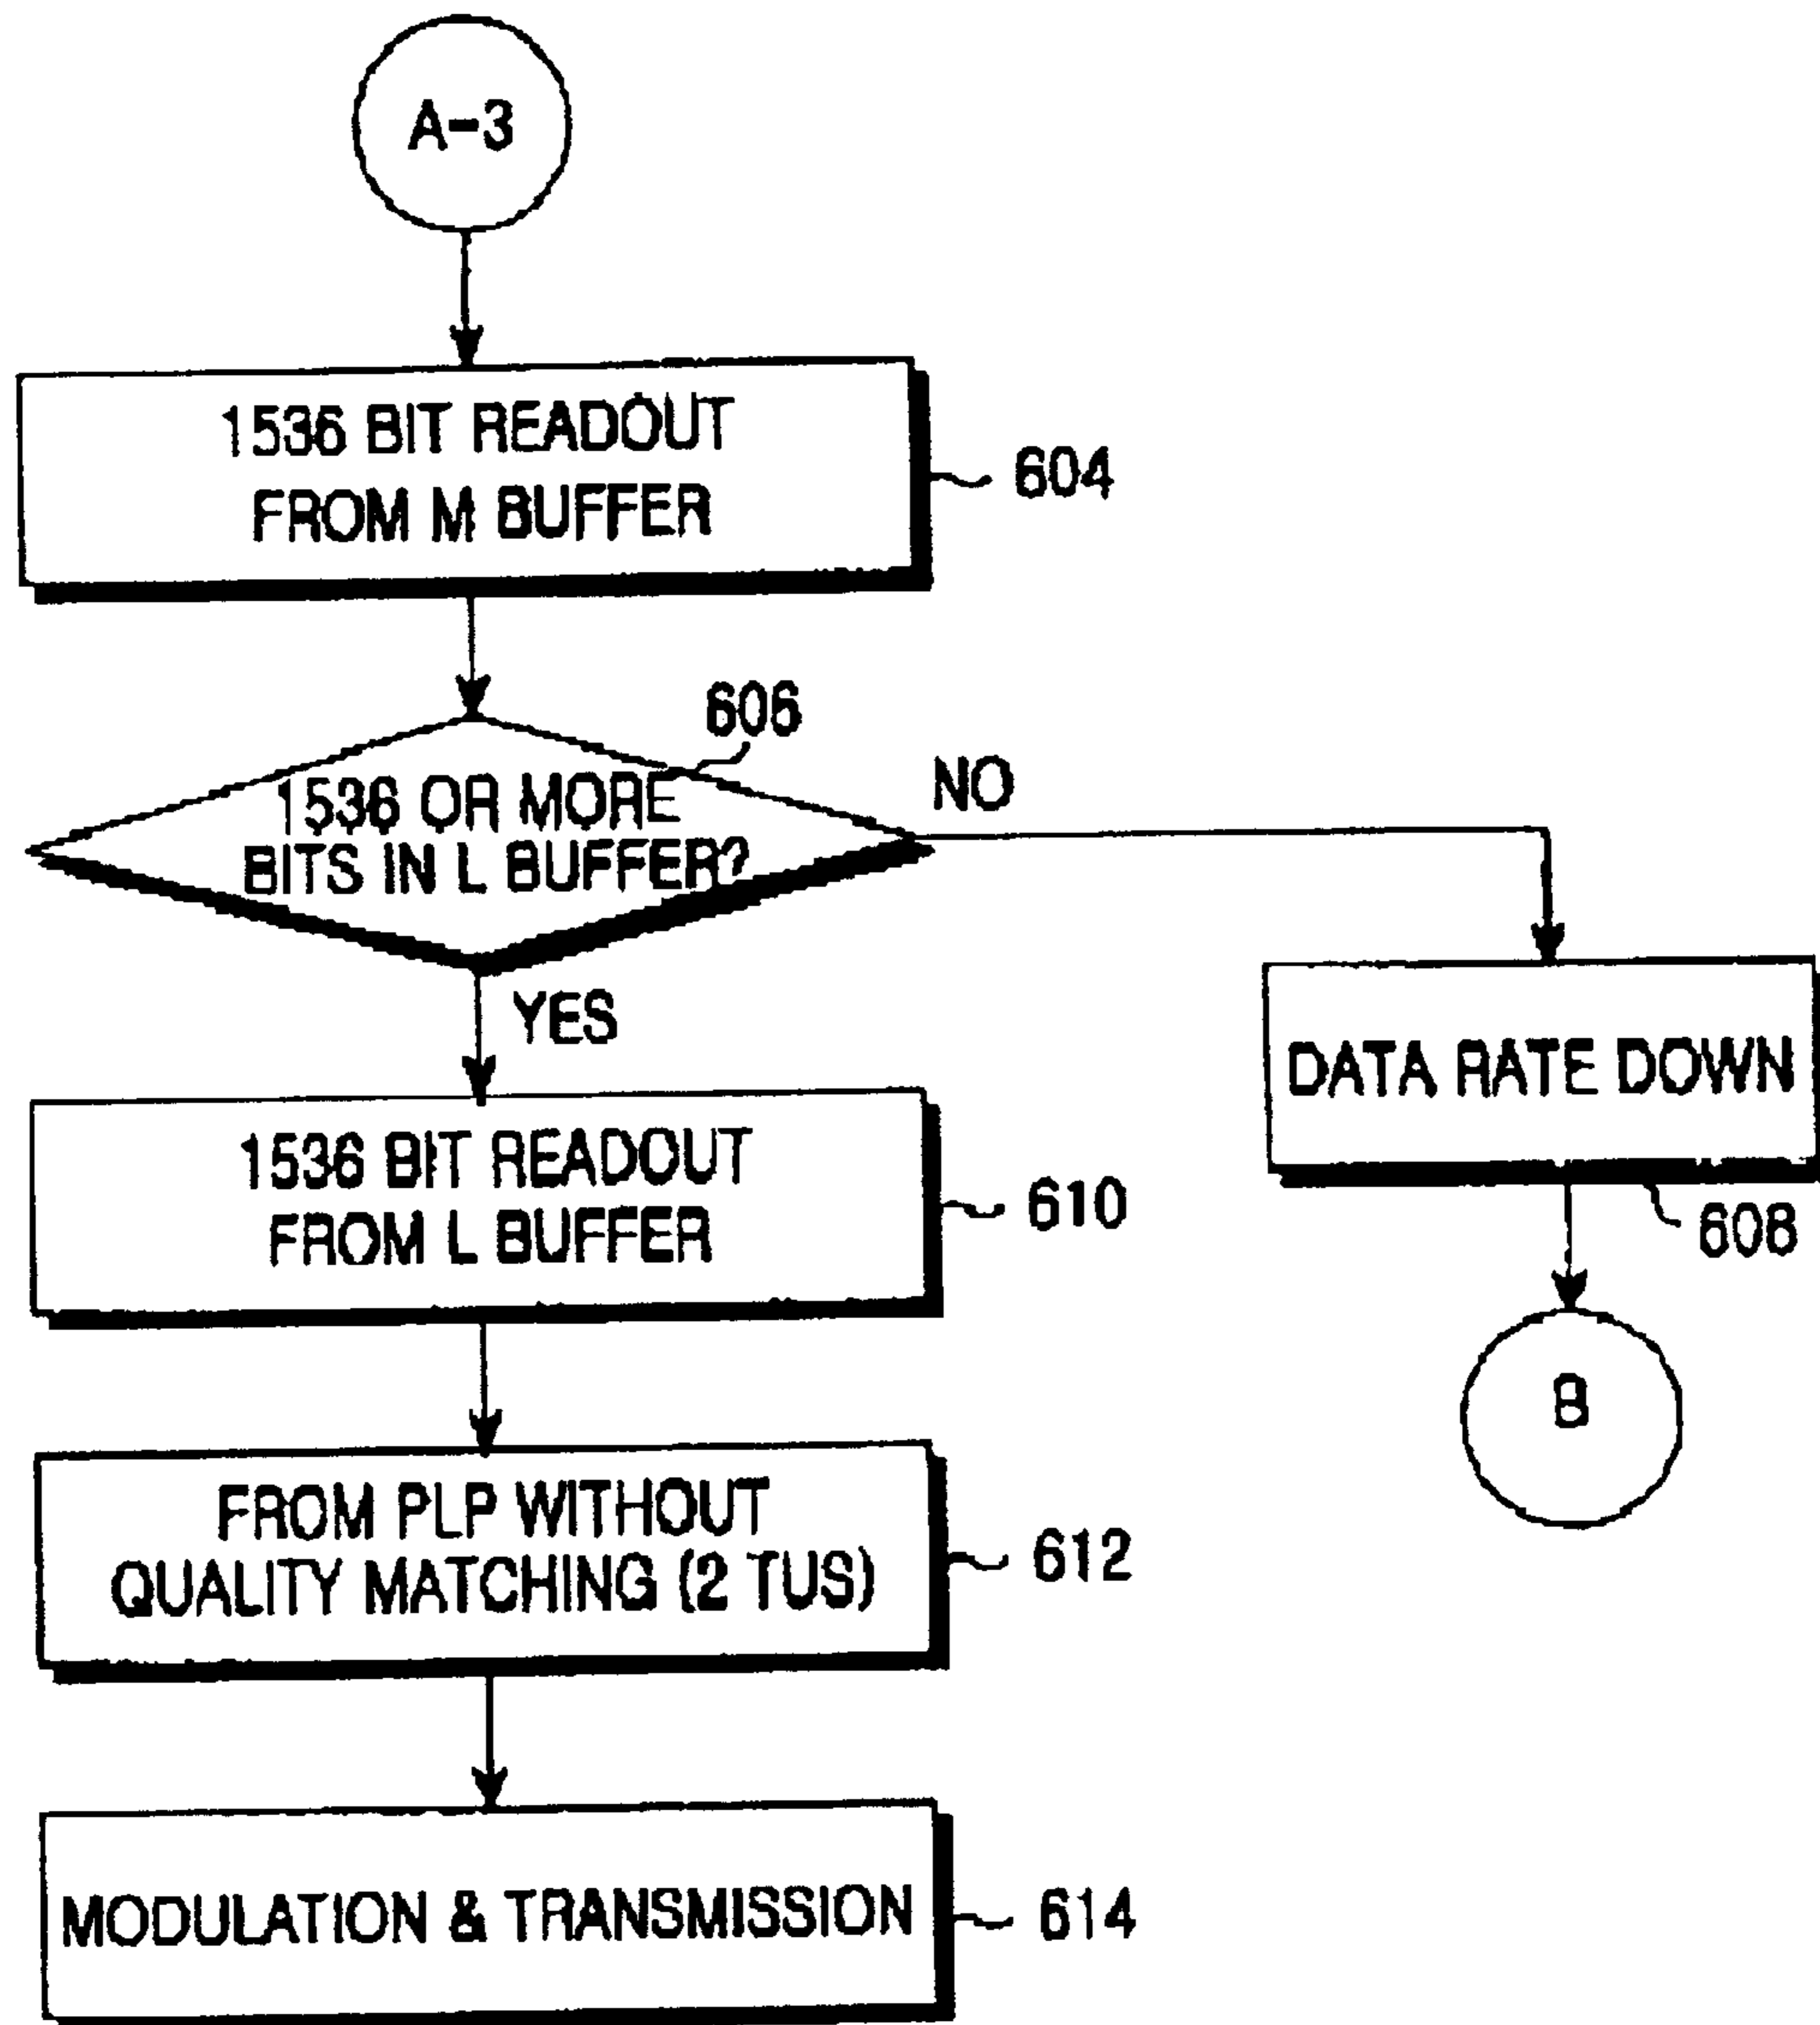 A-3
1536 BIT READOUT
FROM M BUFFER
604
606
1536 OR MORE
BITS IN L BUFFER?
NO
YES
DATA RATE DOWN
608
1536 BIT READOUT
FROM L BUFFER
610
B
FROM PLP WITHOUT
QUALITY MATCHING (2 TUS)
612
MODULATION & TRANSMISSION
614